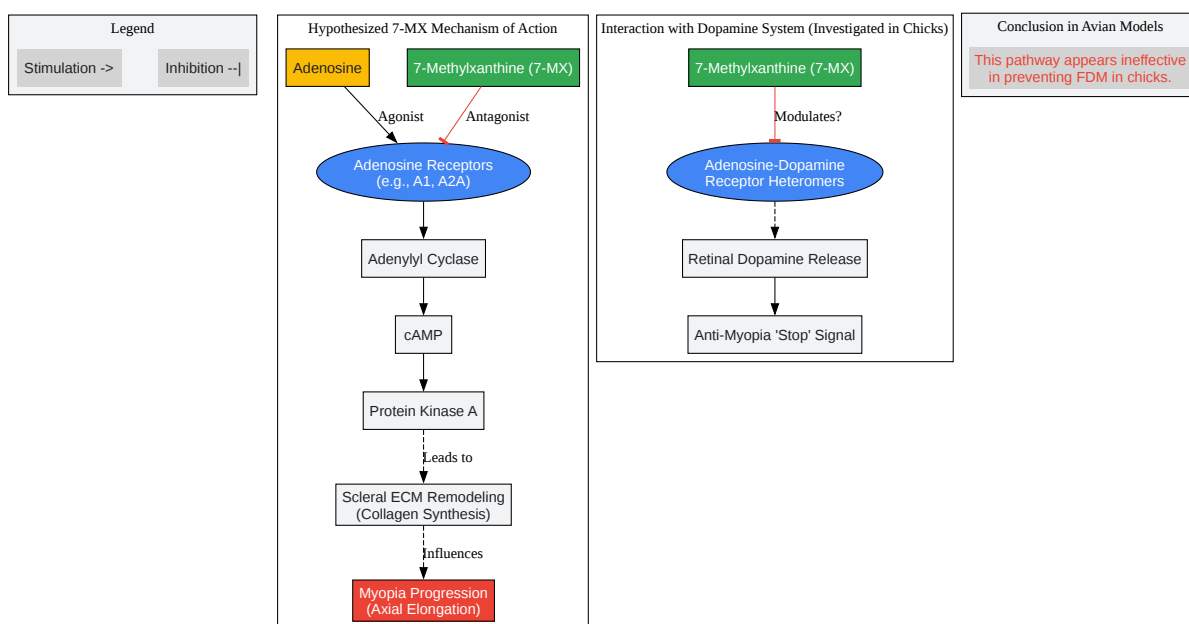 Legend
Stimulation ->
Inhibition --|
Hypothesized 7-MX Mechanism of Action
Adenosine
7-Methylxanthine (7-MX)
Agonist
Antagonist
Adenosine Receptors
(e.g., A1, A2A)
Adenylyl Cyclase
cAMP
Protein Kinase A
Leads to
Scleral ECM Remodeling
(Collagen Synthesis)
Influences
Myopia Progression
(Axial Elongation)
Interaction with Dopamine System (Investigated in Chicks)
7-Methylxanthine (7-MX)
Modulates?
Adenosine-Dopamine
Receptor Heteromers
Retinal Dopamine Release
Anti-Myopia 'Stop' Signal
Conclusion in Avian Models
This pathway appears ineffective
in preventing FDM in chicks.